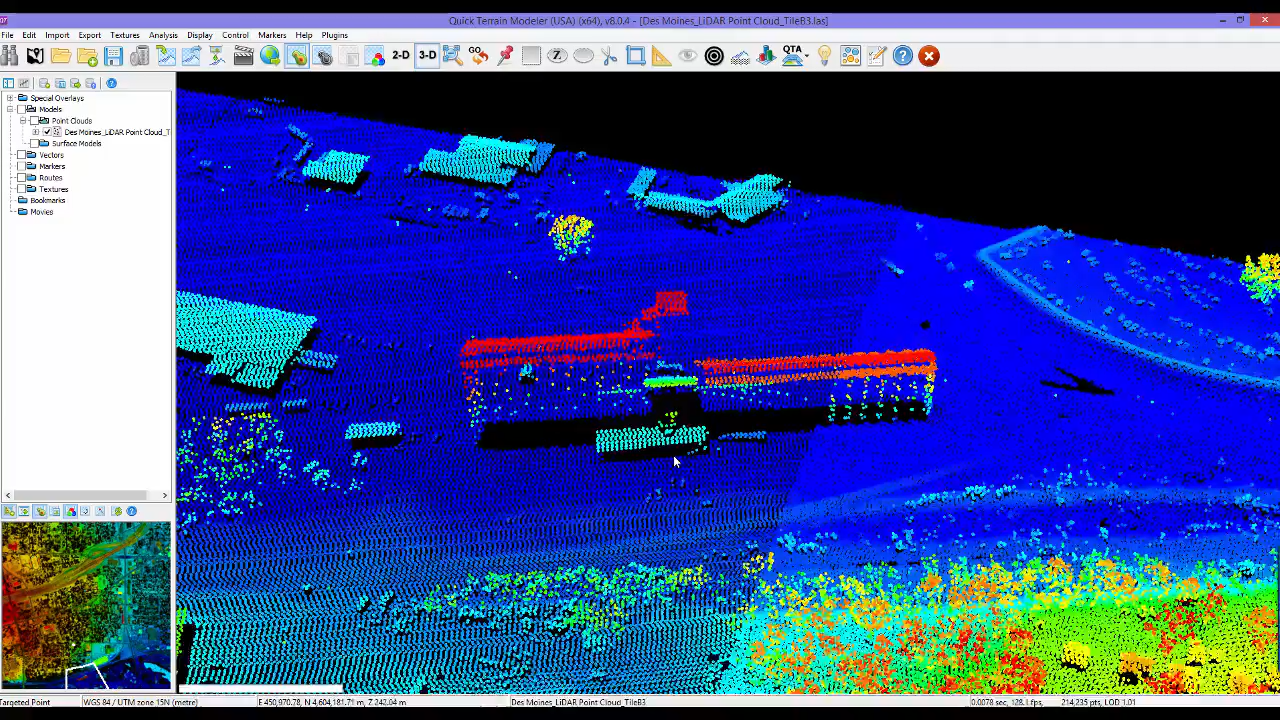 Quick Terrain Modeler (USA) (x64), v8.0.4 - [Des Moines_LiDAR Point Cloud_TileB3.las]
File Edit Import Export Textures Analysis Display Control Markers Help Plugins
GO 2-D 3-D Z QTA
Special Overlays
Models
Point Clouds
Des Moines_LiDAR Point Cloud_T
Surface Models
Vectors
Markers
Routes
Textures
Bookmarks
Movies
Targeted Point WGS 84 / UTM zone 15N (metre) E 450,970.78, N 4,604,181.71 m, Z 242.04 m Des Moines_LiDAR Point Cloud_TileB3 0.0078 sec, 128. fps, 214,235 pts, LOD 1.01